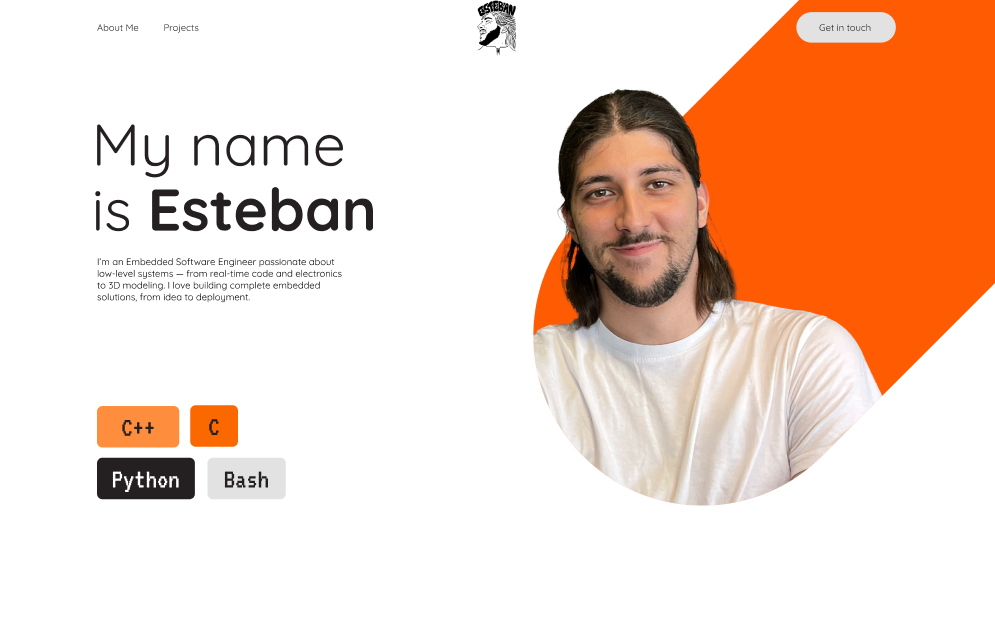 About Me
Projects
ESTEBAN
Get in touch
My name
is Esteban
I'm an Embedded Software Engineer passionate about
low-level systems — from real-time code and electronics
to 3D modeling. I love building complete embedded
solutions, from idea to deployment.
C++
C
Python
Bash